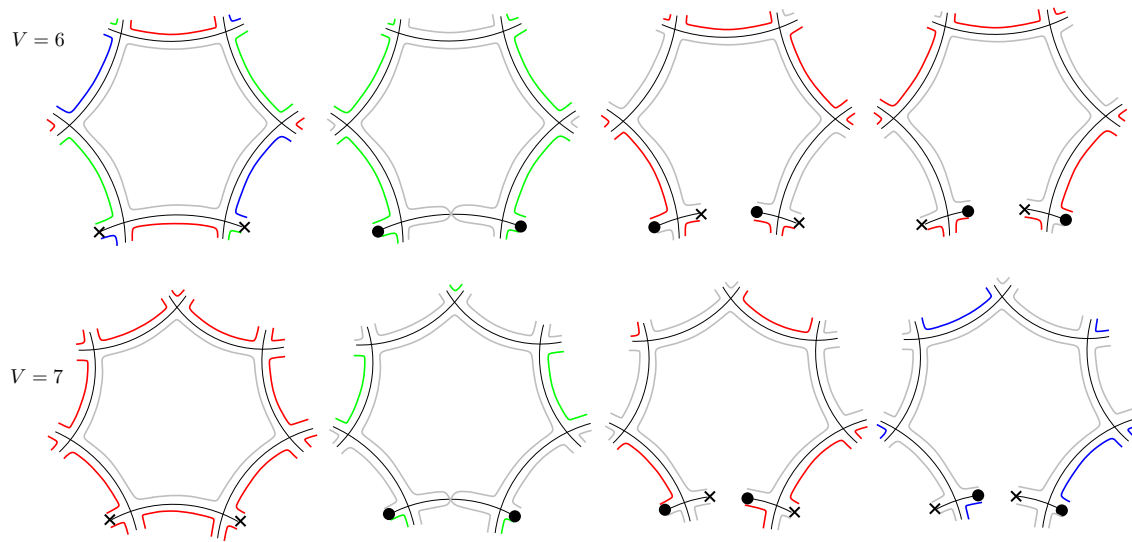 V = 6
V = 7